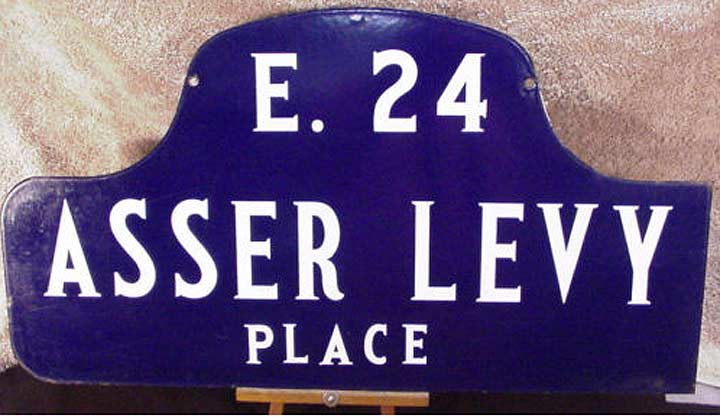 E. 24
ASSER LEVY
PLACE